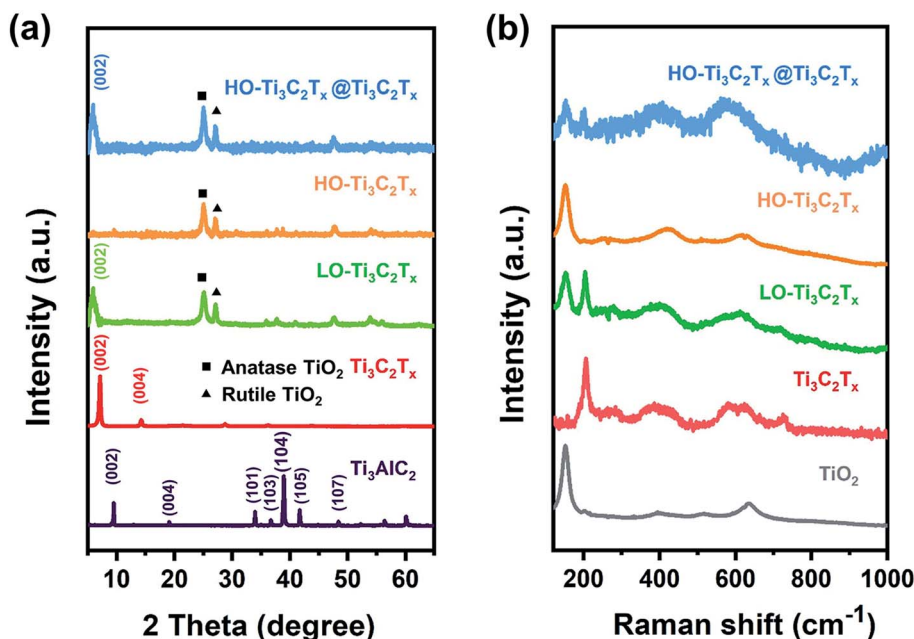 (a)
(002)
HO-Ti₃C₂Tₓ@Ti₃C₂Tₓ
HO-Ti₃C₂Tₓ
(002)
LO-Ti₃C₂Tₓ
(002)
(004)
■ Anatase TiO₂
Ti₃C₂Tₓ
▲ Rutile TiO₂
Ti₃AlC₂
(002)
(004)
(101)
(103)
(104)
(105)
(107)
10 20 30 40 50 60
2 Theta (degree)
Intensity (a.u.)
(b)
HO-Ti₃C₂Tₓ@Ti₃C₂Tₓ
HO-Ti₃C₂Tₓ
LO-Ti₃C₂Tₓ
Ti₃C₂Tₓ
TiO₂
200 400 600 800 1000
Raman shift (cm⁻¹)
Intensity (a.u.)